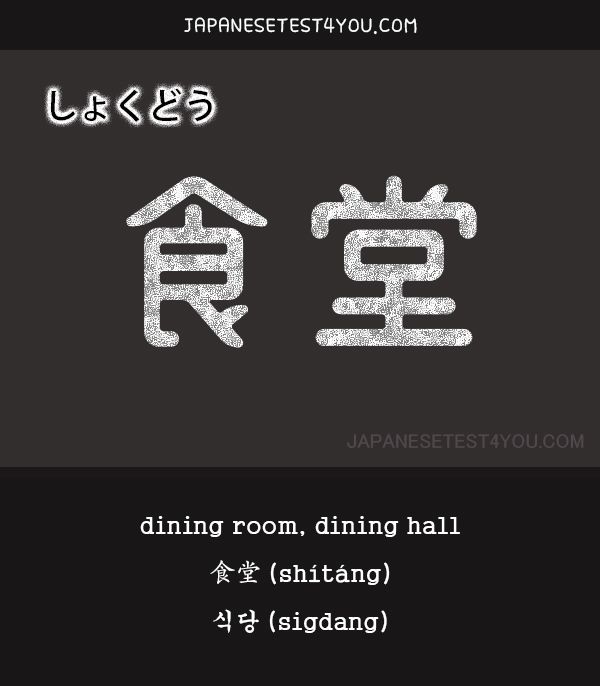 JAPANESETEST4YOU.COM
しょくどう
食堂
JAPANESETEST4YOU.COM
dining room, dining hall
食堂 (shítáng)
식당 (sigdang)